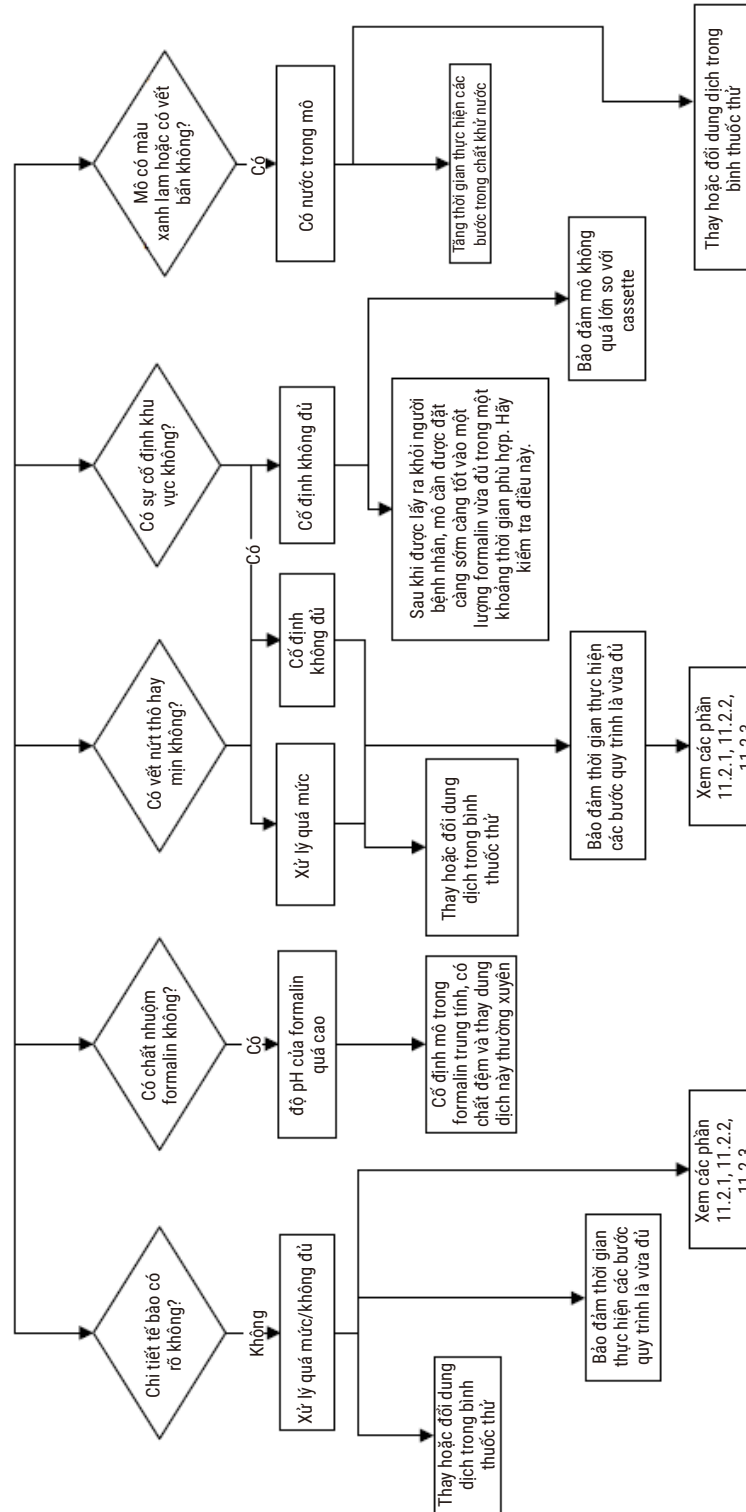 Chi tiết tế bào có
rõ không?
Không
Xử lý quá mức/không đủ
Thay hoặc đổi dung
dịch trong bình
thuốc thử
Bảo đảm thời gian
thực hiện các bước
quy trình là vừa đủ
Xem các phần
11.2.1, 11.2.2,
11.2.3
Có chất nhuộm
formalin không?
Có
độ pH của formalin
quá cao
Cố định mô trong
formalin trung tính, có
chất đệm và thay dung
dịch này thường xuyên
Có vết nứt thô hay
mịn không?
Xử lý quá mức
Cố định
không đủ
Thay hoặc đổi dung
dịch trong bình
thuốc thử
Bảo đảm thời gian thực hiện
các bước quy trình là vừa đủ
Xem các phần
11.2.1, 11.2.2,
Có sự cố định khu
vực không?
Có
Cố định không đủ
Sau khi được lấy ra khỏi người
bệnh nhân, mô cần được đặt
càng sớm càng tốt vào một
lượng formalin vừa đủ trong một
khoảng thời gian phù hợp. Hãy
kiểm tra điều này.
Bảo đảm mô không
quá lớn so với
cassette
Mô có màu
xanh lam hoặc có vết
bẩn không?
Có
Có nước trong mô
Tăng thời gian thực hiện các
bước trong chất khử nước
Thay hoặc đổi dung dịch trong
bình thuốc thử